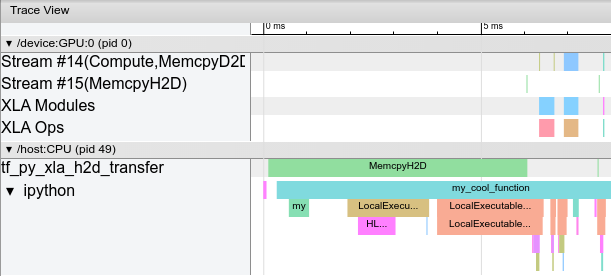 Trace View
0 ms
5 ms
▼ /device:GPU:0 (pid 0)
Stream #14(Compute,MemcpyD2D
Stream #15(MemcpyH2D)
XLA Modules
XLA Ops
▼ /host:CPU (pid 49)
tf_py_xla_h2d_transfer
MemcpyH2D
▼ ipython
my_cool_function
my
LocalExecu...
LocalExecutable...
HL...
LocalExecutable...